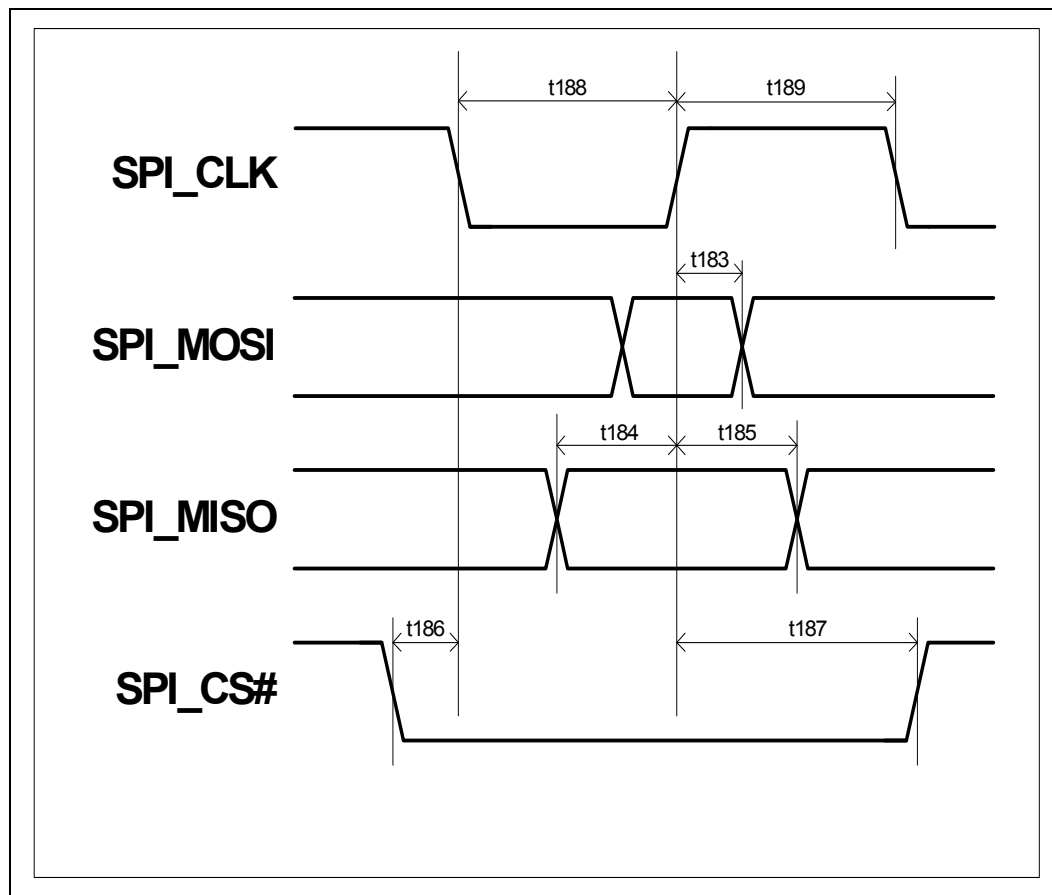 t188
t189
SPI_CLK
t183
SPI_MOSI
t184
t185
SPI_MISO
t186
t187
SPI_CS#